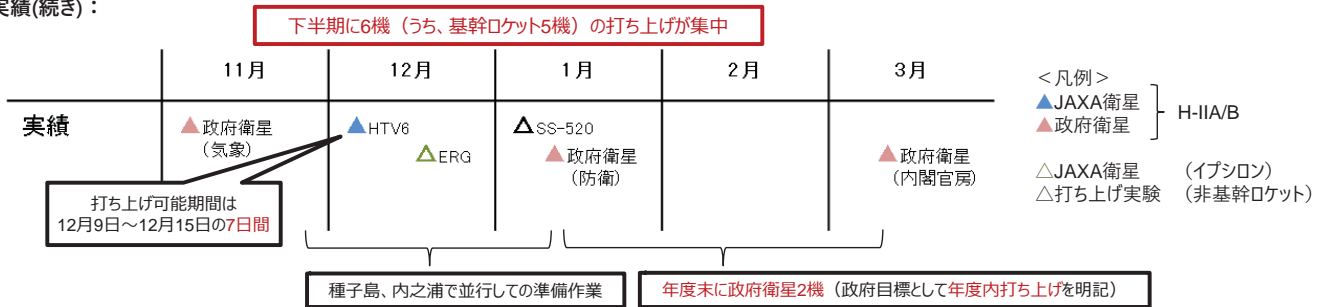 実績(続き)：
下半期に6機（うち、基幹ロケット5機）の打ち上げが集中
11月 12月 1月 2月 3月
実績
▲政府衛星
(気象)
▲HTV6
△ERG
△SS-520
▲政府衛星
(防衛)
▲政府衛星
(内閣官房)
打ち上げ可能期間は
12月9日～12月15日の7日間
種子島、内之浦で並行しての準備作業
年度末に政府衛星2機（政府目標として年度内打ち上げを明記）
＜凡例＞
▲JAXA衛星
▲政府衛星
H-IIA/B
△JAXA衛星 （イプシロン）
△打ち上げ実験 （非基幹ロケット）